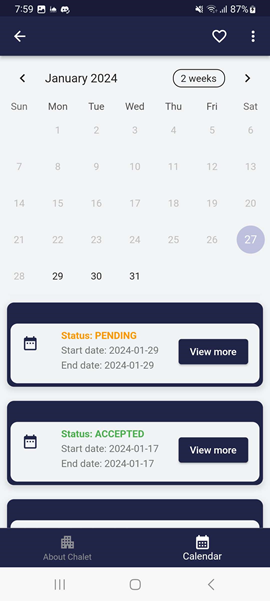 7:59
87%
January 2024
2 weeks
Sun Mon Tue Wed Thu Fri Sat
1 2 3 4 5 6
7 8 9 10 11 12 13
14 15 16 17 18 19 20
21 22 23 24 25 26 27
28 29 30 31
Status: PENDING
Start date: 2024-01-29
End date: 2024-01-29
View more
Status: ACCEPTED
Start date: 2024-01-17
End date: 2024-01-17
View more
About Chalet
Calendar